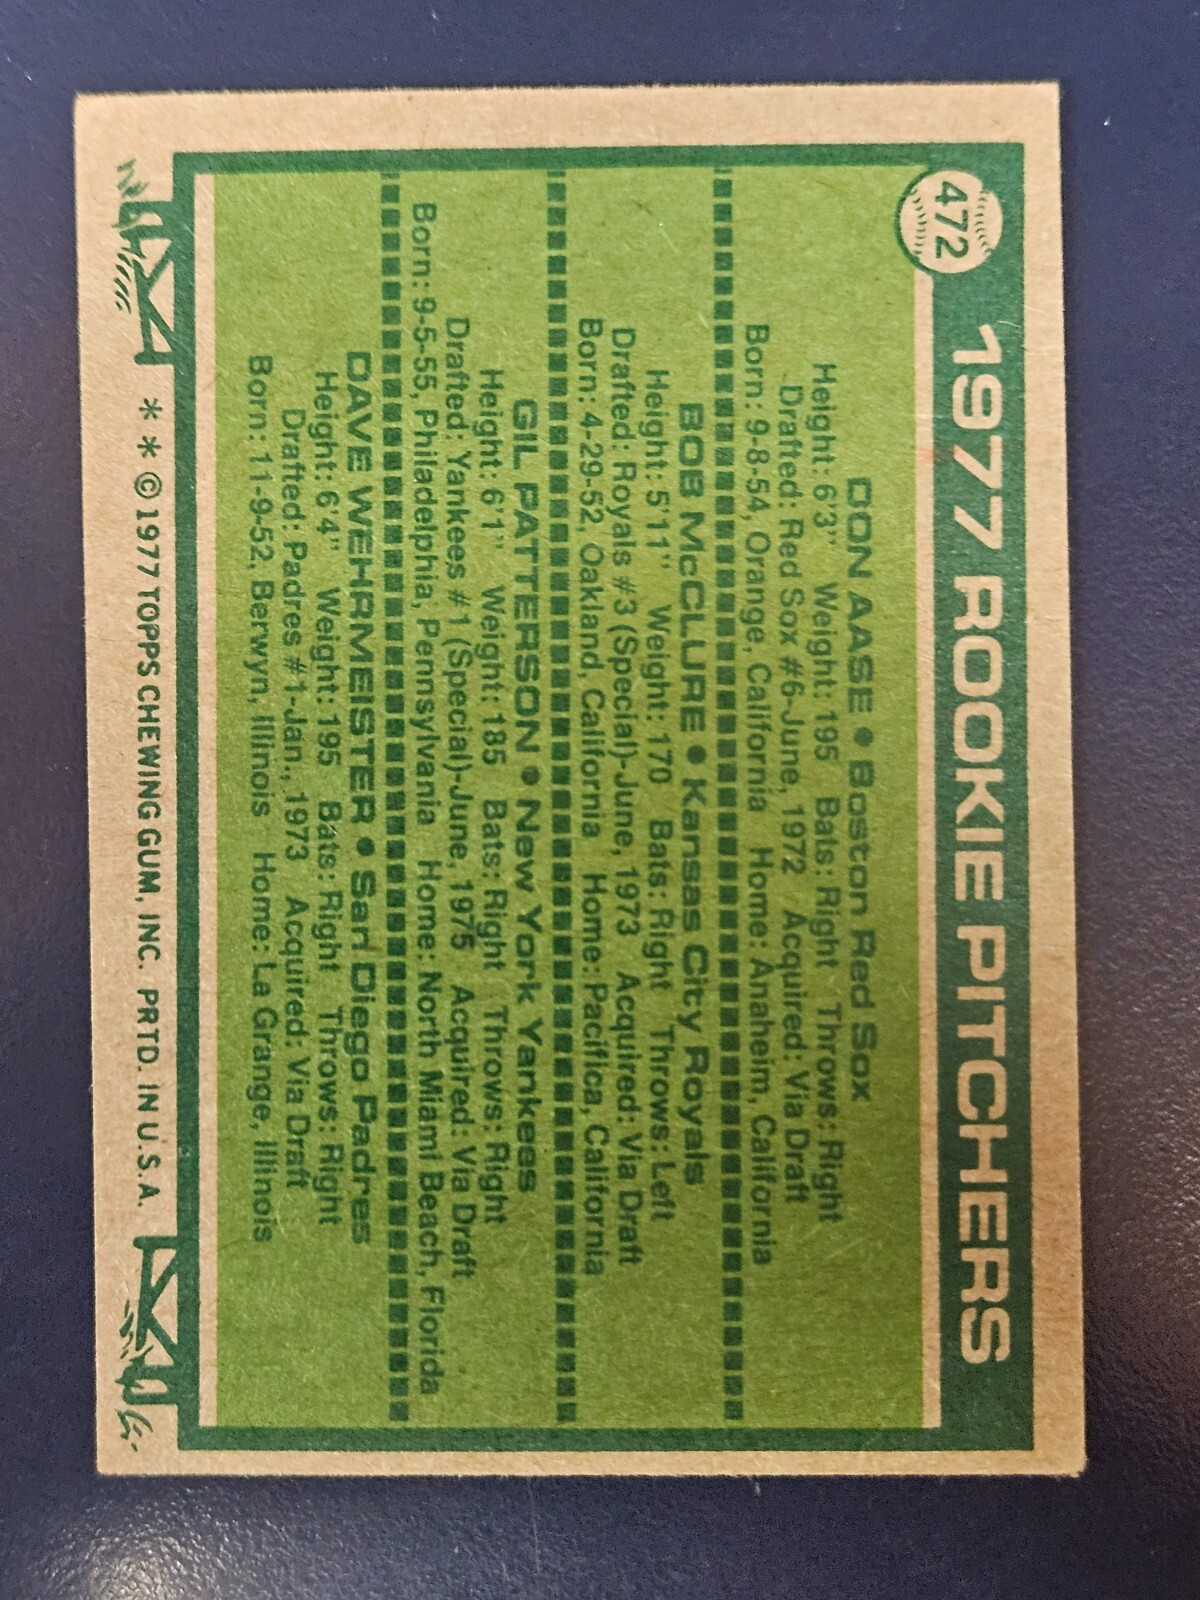 472
1977 ROOKIE PITCHERS
DON AASE • Boston Red Sox
Height: 6'3" Weight: 195 Bats: Right Throws: Right
Drafted: Red Sox #6-June, 1972 Acquired: Via Draft
Born: 9-8-54, Orange, California Home: Anaheim, California
BOB McCLURE • Kansas City Royals
Height: 5'11" Weight: 170 Bats: Right Throws: Left
Drafted: Royals #3 (Special)-June, 1973 Acquired: Via Draft
Born: 4-29-52, Oakland, California Home: Pacifica, California
GIL PATTERSON • New York Yankees
Height: 6'1" Weight: 185 Bats: Right Throws: Right
Drafted: Yankees #1 (Special)-June, 1975 Acquired: Via Draft
Born: 9-5-55, Philadelphia, Pennsylvania Home: North Miami Beach, Florida
DAVE WEHRMEISTER • San Diego Padres
Height: 6'4" Weight: 195 Bats: Right Throws: Right
Drafted: Padres #1-Jan., 1973 Acquired: Via Draft
Born: 11-9-52, Berwyn, Illinois Home: La Grange, Illinois
* * © 1977 TOPPS CHEWING GUM, INC. PRTD. IN U.S.A.